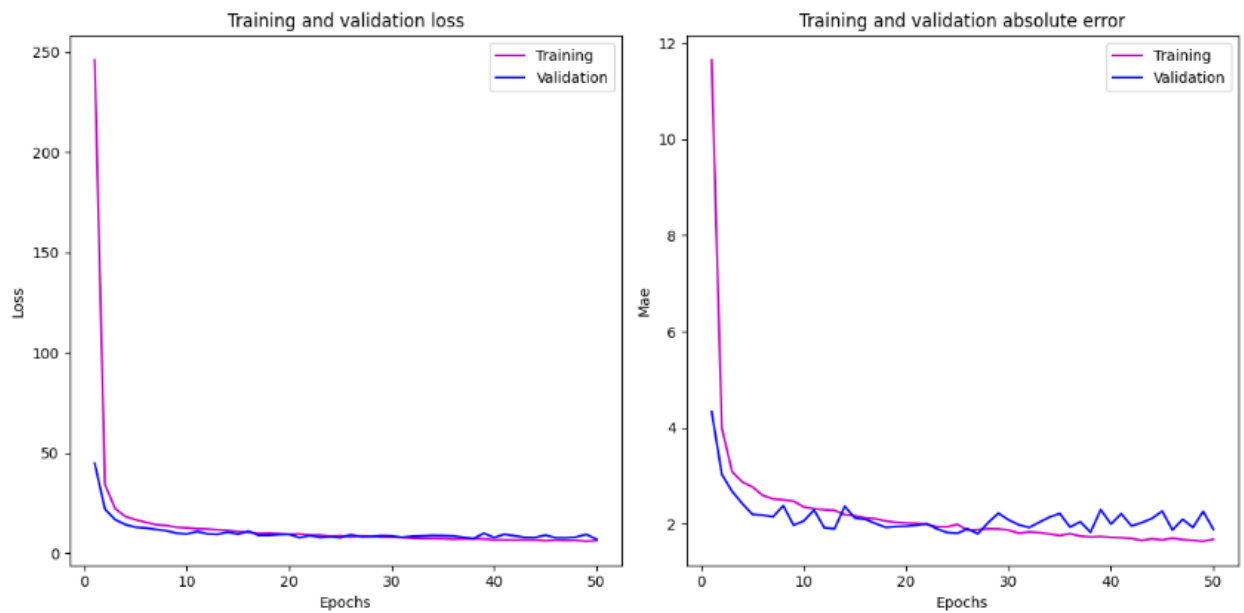 Training and validation loss
250
200
150
100
50
0
Loss
0
10
20
30
40
50
Epochs
Training
Validation
Training and validation absolute error
12
10
8
6
4
2
Mae
0
10
20
30
40
50
Epochs
Training
Validation